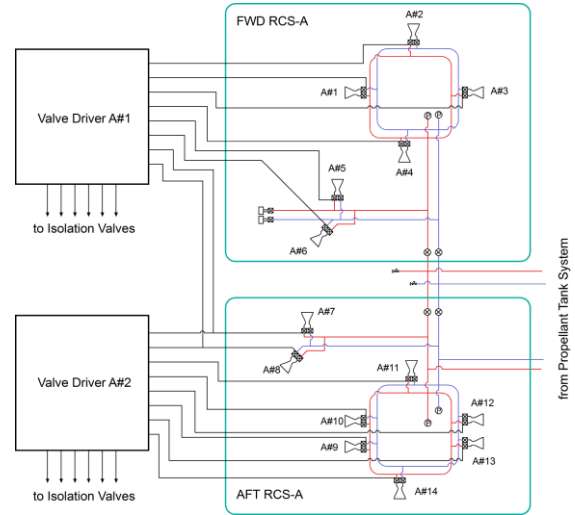 FWD RCS-A
A#2
A#1
A#3
Valve Driver A#1
P
P
A#4
A#5
to Isolation Valves
A#6
from Propellant Tank System
A#7
A#8
A#11
Valve Driver A#2
P
A#12
P
A#10
A#9
A#13
to Isolation Valves
AFT RCS-A
A#14